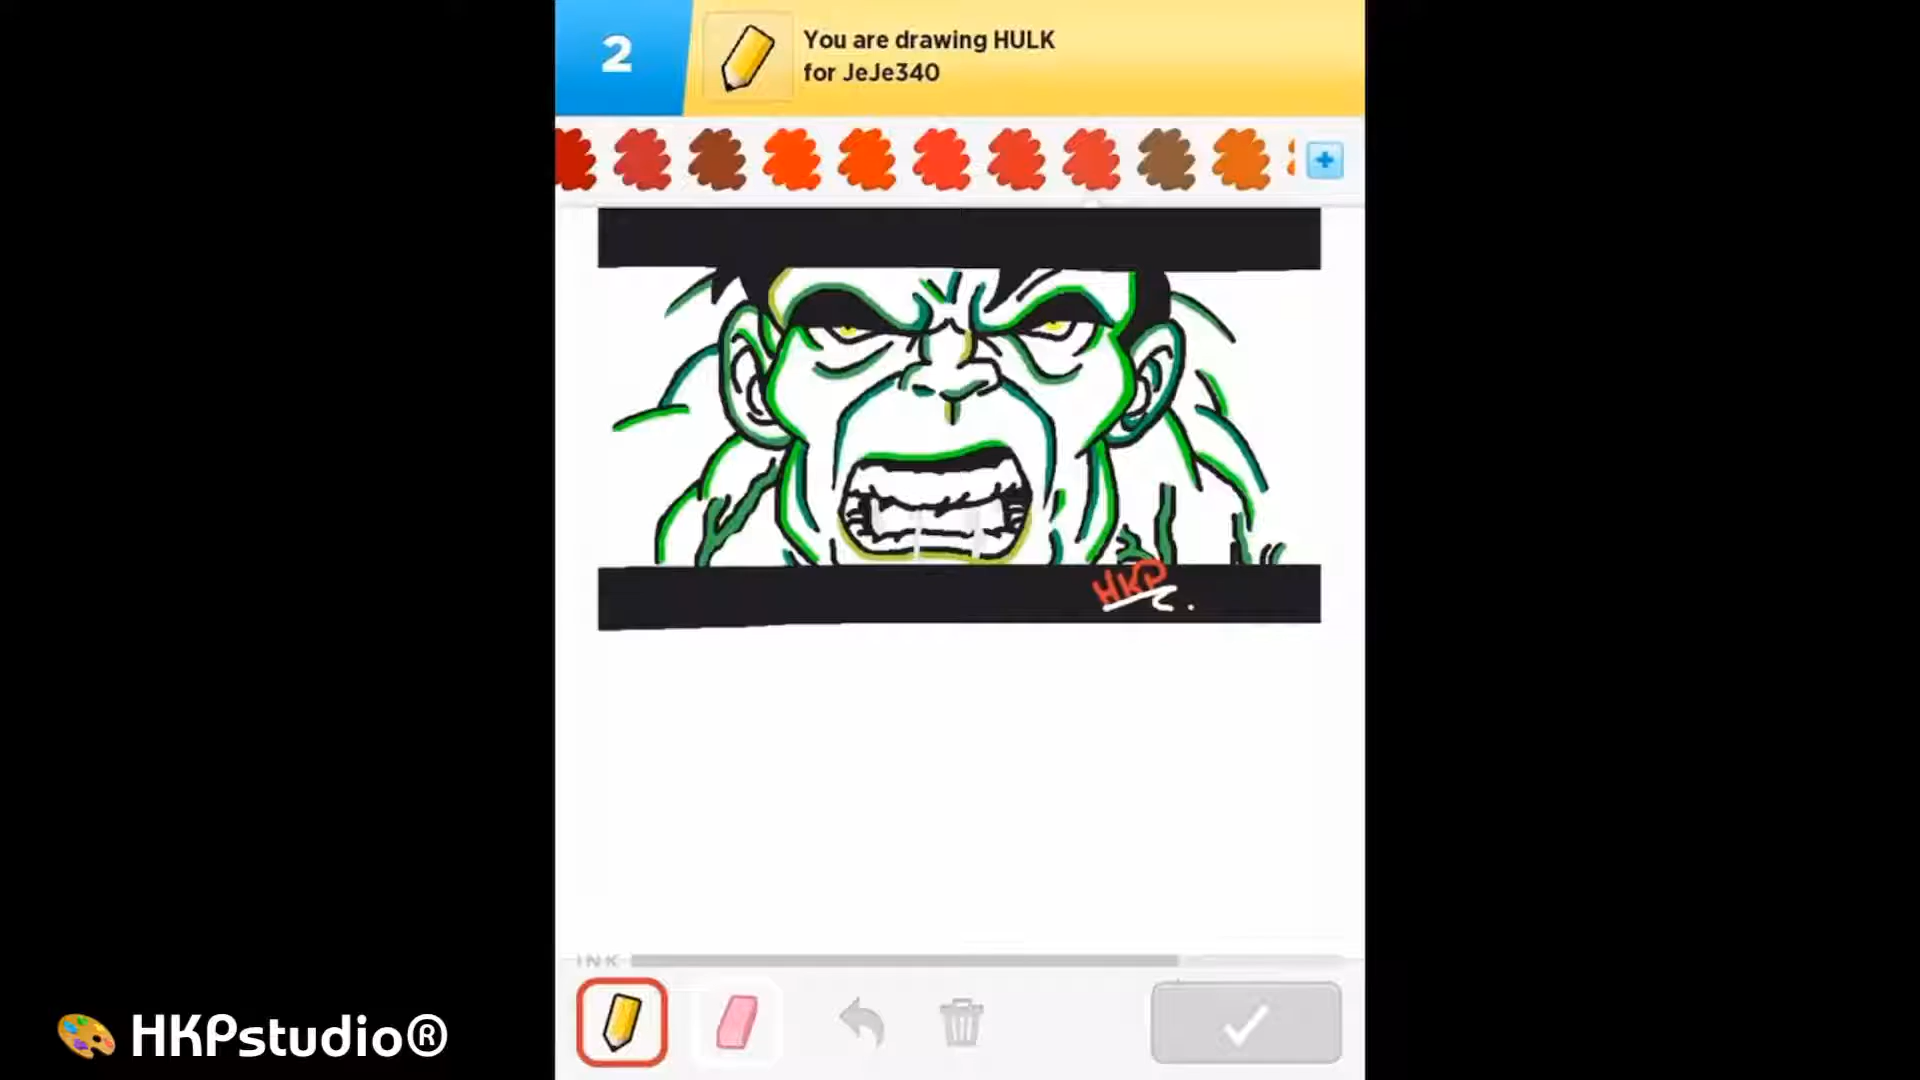 2
You are drawing HULK
for JeJe340
HKP
INK
HKPstudio®